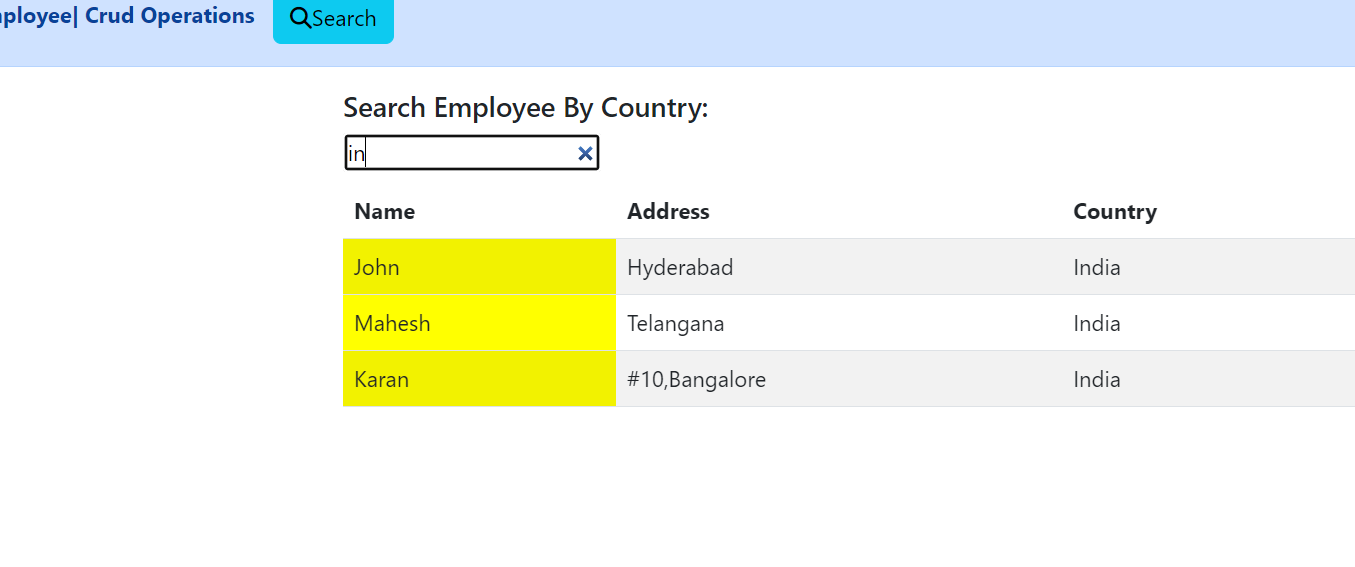 ployee| Crud Operations Search
Search Employee By Country:
in
Name Address Country
John Hyderabad India
Mahesh Telangana India
Karan #10,Bangalore India